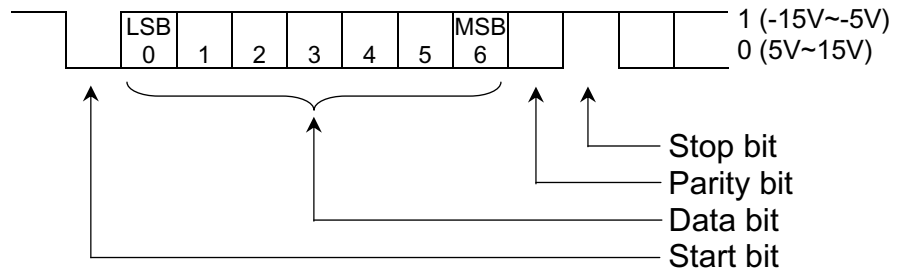 1 (-15V~-5V)
LSB MSB
0 1 2 3 4 5 6
0 (5V~15V)
Stop bit
Parity bit
Data bit
Start bit